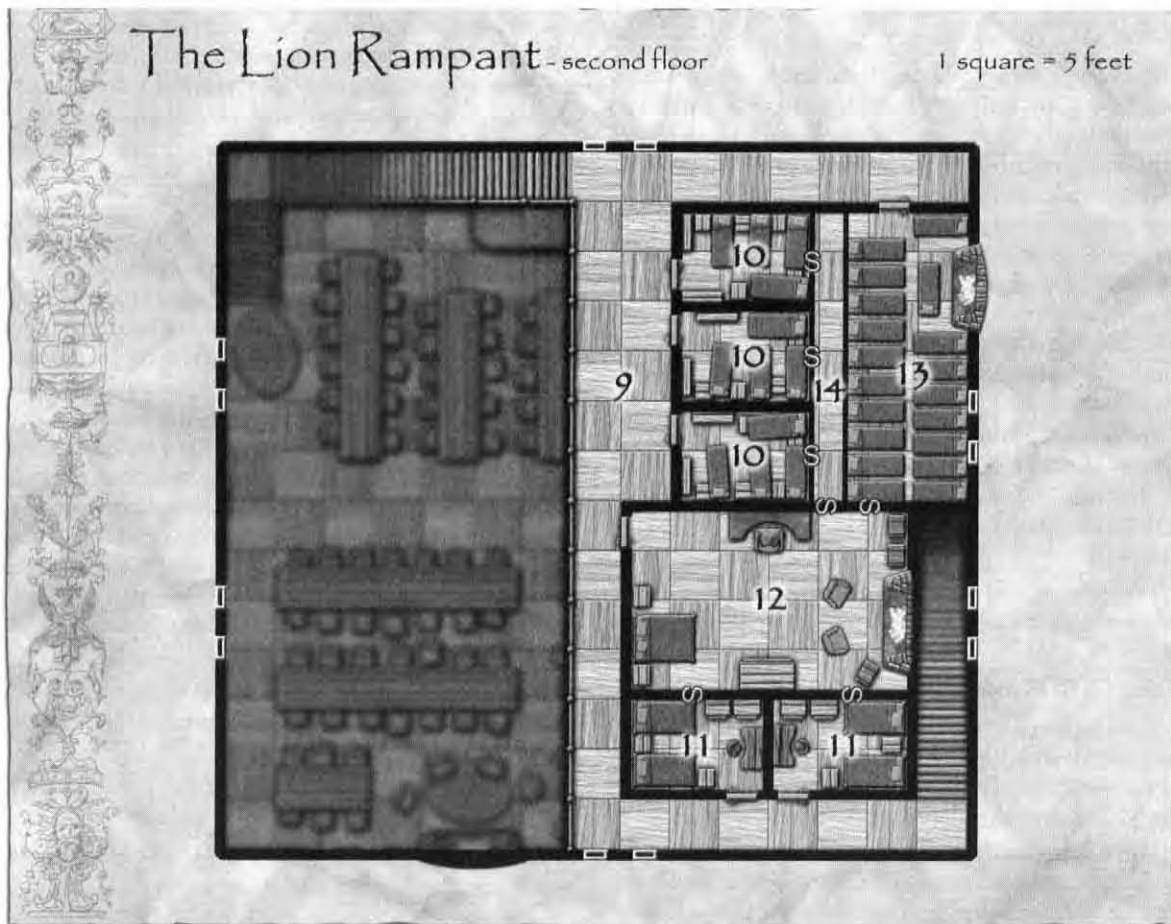 The Lion Rampant - second floor
1 square = 5 feet
10
S
10
S
9
14
13
10
S
S
S
12
S
S
11
11